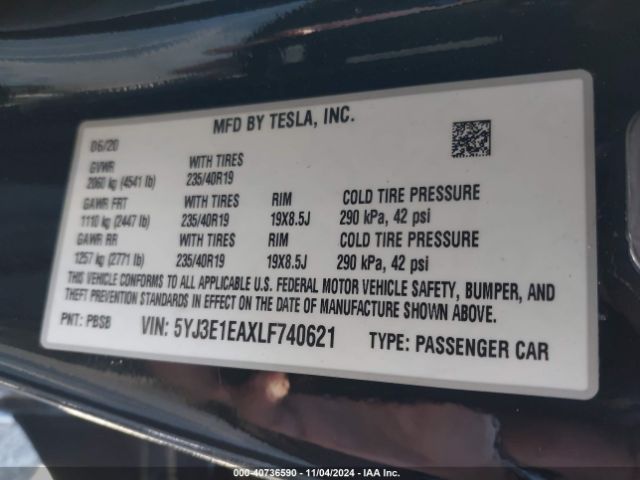 MFD BY TESLA, INC.
06/20
GVWR WITH TIRES
2060 kg (4541 lb) 235/40R19
GAWR FRT WITH TIRES RIM COLD TIRE PRESSURE
1110 kg (2447 lb) 235/40R19 19X8.5J 290 kPa, 42 psi
GAWR RR WITH TIRES RIM COLD TIRE PRESSURE
1257 kg (2771 lb) 235/40R19 19X8.5J 290 kPa, 42 psi
THIS VEHICLE CONFORMS TO ALL APPLICABLE U.S. FEDERAL MOTOR VEHICLE SAFETY, BUMPER, AND
THEFT PREVENTION STANDARDS IN EFFECT ON THE DATE OF MANUFACTURE SHOWN ABOVE.
PNT: PBSB VIN: 5YJ3E1EAXLF740621 TYPE: PASSENGER CAR
000-40736590 - 11/04/2024 - IAA Inc.